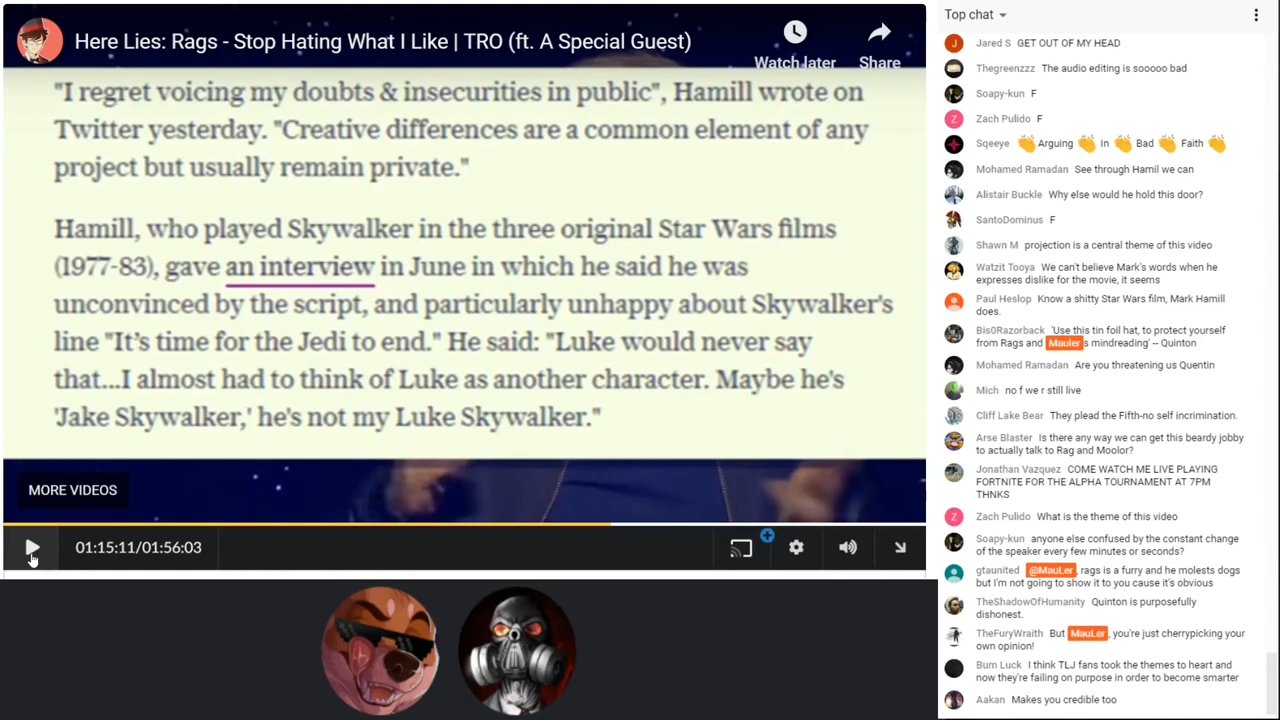 Here Lies: Rags - Stop Hating What I Like | TRO (ft. A Special Guest)
Watch later
Share
"I regret voicing my doubts & insecurities in public", Hamill wrote on
Twitter yesterday. "Creative differences are a common element of any
project but usually remain private."
Hamill, who played Skywalker in the three original Star Wars films
(1977-83), gave an interview in June in which he said he was
unconvinced by the script, and particularly unhappy about Skywalker's
line "It's time for the Jedi to end." He said: "Luke would never say
that...I almost had to think of Luke as another character. Maybe he's
'Jake Skywalker,' he's not my Luke Skywalker."
MORE VIDEOS
01:15:11/01:56:03
Top chat
J
Jared S GET OUT OF MY HEAD
Thegreenzzz The audio editing is sooooo bad
Soapy-kun F
Z
Zach Pulido F
Sqeeye 👏Arguing 👏 In 👏 Bad 👏 Faith 👏
Mohamed Ramadan See through Hamil we can
Alistair Buckle Why else would he hold this door?
SantoDominus F
Shawn M projection is a central theme of this video
Watzit Tooya We can't believe Mark's words when he
expresses dislike for the movie, it seems
Paul Heslop Know a shitty Star Wars film, Mark Hamill
does.
Bis0Razorback 'Use this tin foil hat, to protect yourself
from Rags and Mauler s mindreading' -- Quinton
Mohamed Ramadan Are you threatening us Quentin
Mich no f we r still live
Cliff Lake Bear They plead the Fifth-no self incrimination.
Arse Blaster Is there any way we can get this beardy jobby
to actually talk to Rag and Moolor?
Jonathan Vazquez COME WATCH ME LIVE PLAYING
FORTNITE FOR THE ALPHA TOURNAMENT AT 7PM
THNKS
Z
Zach Pulido What is the theme of this video
Soapy-kun anyone else confused by the constant change
of the speaker every few minutes or seconds?
gtaunited @MauLer, rags is a furry and he molests dogs
but I'm not going to show it to you cause it's obvious
TheShadowOfHumanity Quinton is purposefully
dishonest.
TheFuryWraith But MauLer, you're just cherrypicking your
own opinion!
Bum Luck I think TLJ fans took the themes to heart and
now they're failing on purpose in order to become smarter
Aakan Makes you credible too